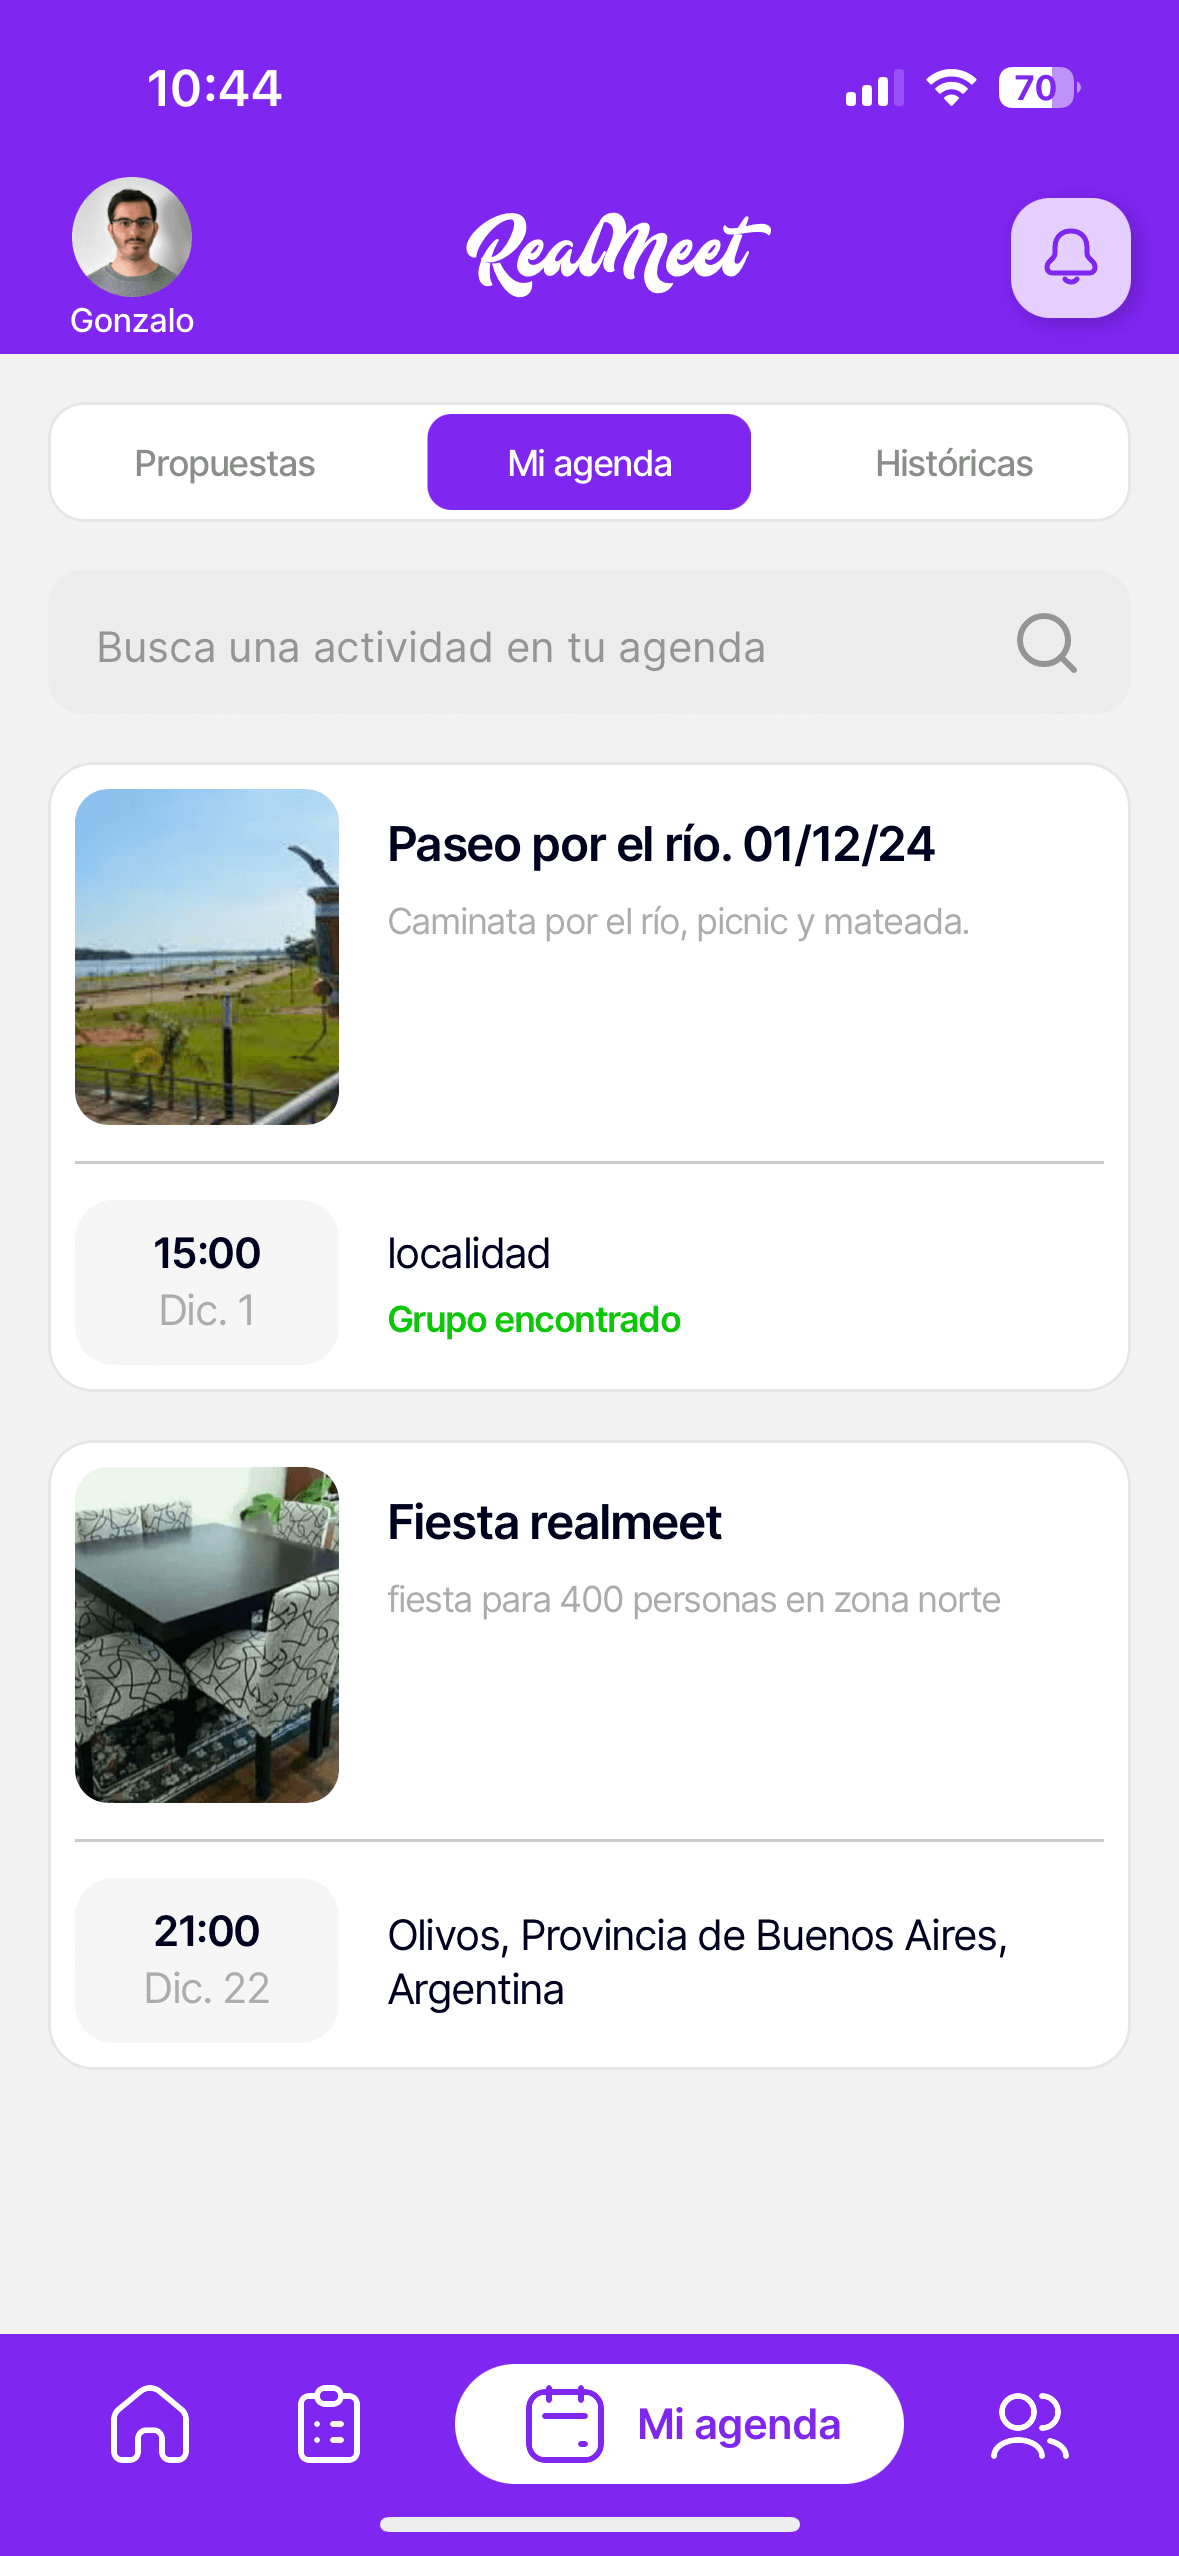 10:44
70
Gonzalo
RealMeet
Propuestas
Mi agenda
Históricas
Busca una actividad en tu agenda
Paseo por el río. 01/12/24
Caminata por el río, picnic y mateada.
15:00
Dic. 1
localidad
Grupo encontrado
Fiesta realmeet
fiesta para 400 personas en zona norte
21:00
Dic. 22
Olivos, Provincia de Buenos Aires,
Argentina
Mi agenda